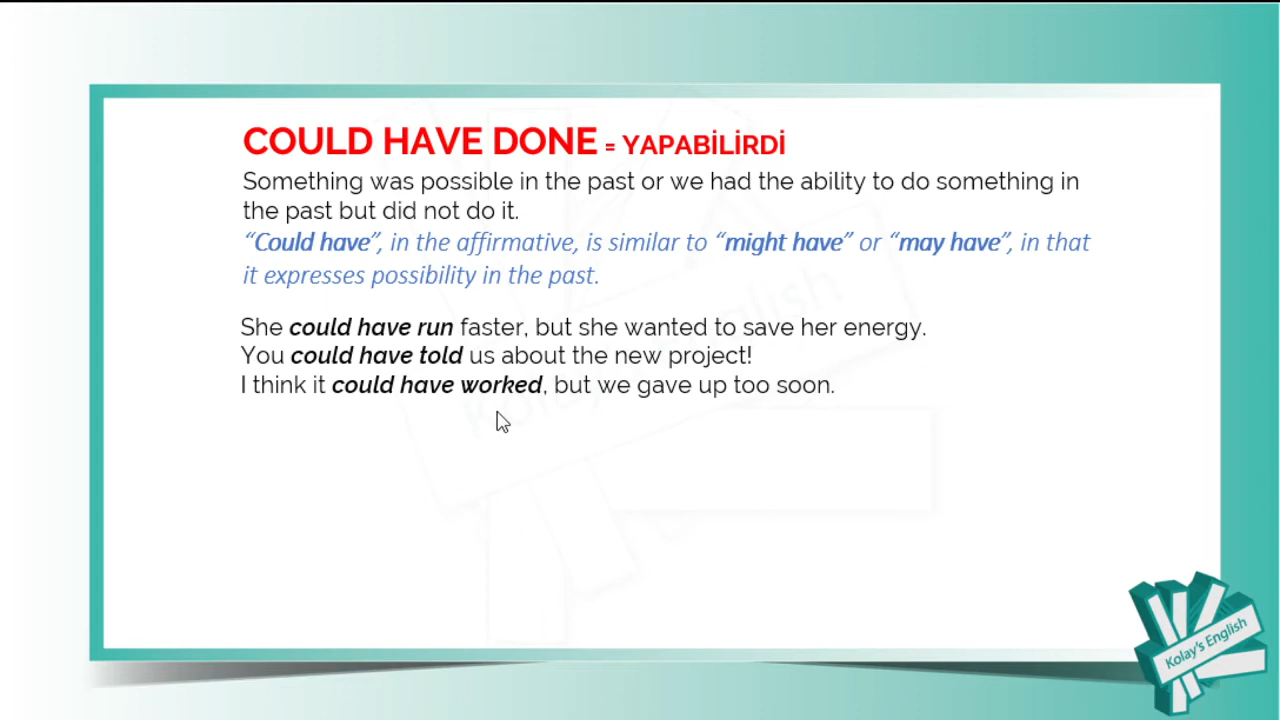 COULD HAVE DONE = YAPABİLİRDİ
Something was possible in the past or we had the ability to do something in
the past but did not do it.
“Could have”, in the affirmative, is similar to “might have” or “may have”, in that
it expresses possibility in the past.
She could have run faster, but she wanted to save her energy.
You could have told us about the new project!
I think it could have worked, but we gave up too soon.
Kolay's English